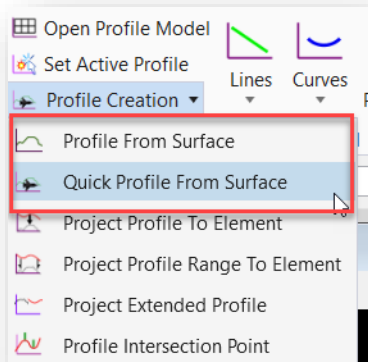 Open Profile Model
Set Active Profile
Lines
Curves
Profile Creation
Profile From Surface
Quick Profile From Surface
Project Profile To Element
Project Profile Range To Element
Project Extended Profile
Profile Intersection Point